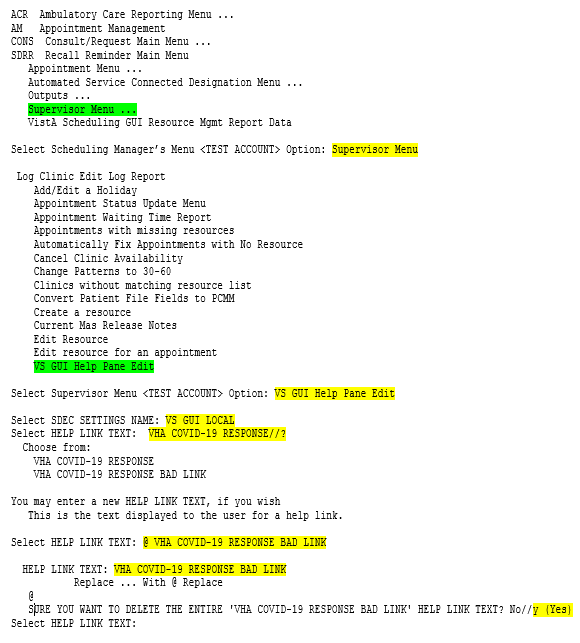 ACR  Ambulatory Care Reporting Menu ...
AM   Appointment Management
CONS  Consult/Request Main Menu ...
SDRR  Recall Reminder Main Menu
   Appointment Menu ...
   Automated Service Connected Designation Menu ...
   Outputs ...
   Supervisor Menu ...
   VistA Scheduling GUI Resource Mgmt Report Data

Select Scheduling Manager's Menu <TEST ACCOUNT> Option: Supervisor Menu

 Log Clinic Edit Log Report
    Add/Edit a Holiday
    Appointment Status Update Menu
    Appointment Waiting Time Report
    Appointments with missing resources
    Automatically Fix Appointments with No Resource
    Cancel Clinic Availability
    Change Patterns to 30-60
    Clinics without matching resource list
    Convert Patient File Fields to PCMM
    Create a resource
    Current Mas Release Notes
    Edit Resource
    Edit resource for an appointment
    VS GUI Help Pane Edit

Select Supervisor Menu <TEST ACCOUNT> Option: VS GUI Help Pane Edit

Select SDEC SETTINGS NAME: VS GUI LOCAL
Select HELP LINK TEXT:  VHA COVID-19 RESPONSE//?
  Choose from:
    VHA COVID-19 RESPONSE
    VHA COVID-19 RESPONSE BAD LINK

You may enter a new HELP LINK TEXT, if you wish
   This is the text displayed to the user for a help link.

Select HELP LINK TEXT: @ VHA COVID-19 RESPONSE BAD LINK

  HELP LINK TEXT: VHA COVID-19 RESPONSE BAD LINK
           Replace ... With @ Replace
   @
   SURE YOU WANT TO DELETE THE ENTIRE 'VHA COVID-19 RESPONSE BAD LINK' HELP LINK TEXT? No//y (Yes)
Select HELP LINK TEXT: